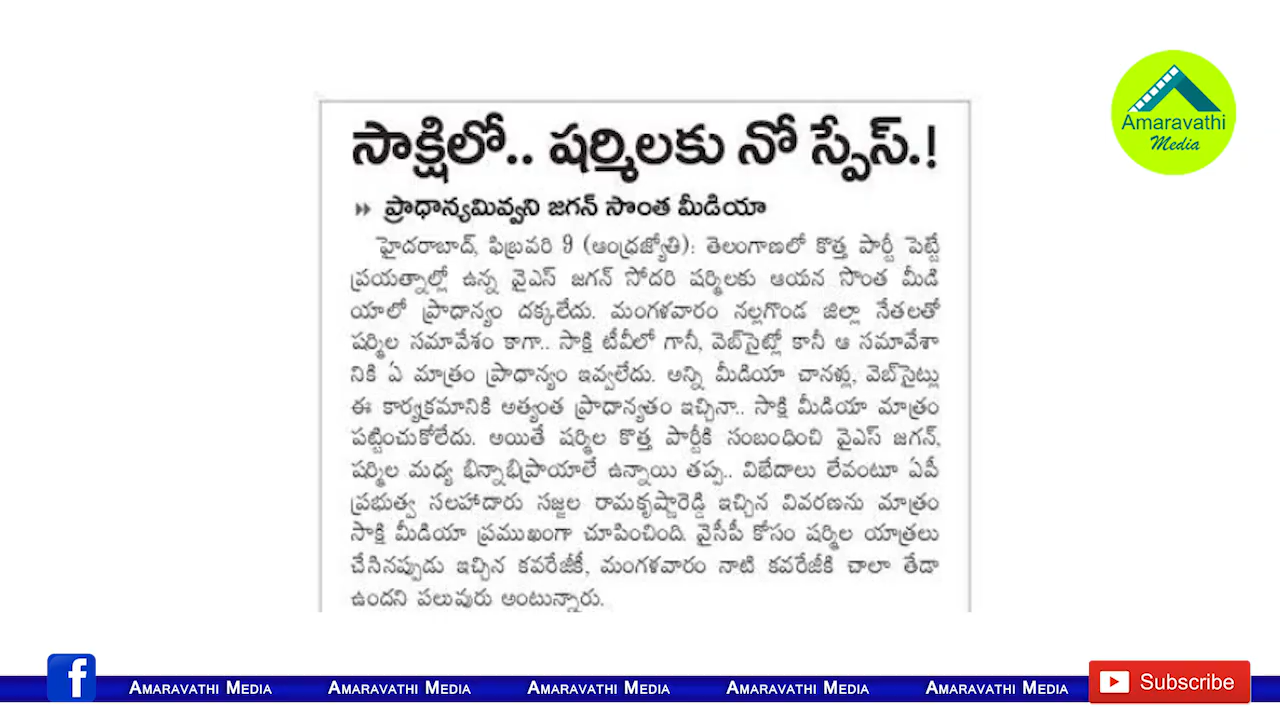 సాక్షిలో.. షర్మిలకు నో స్పేస్.!
ప్రాధాన్యమివ్వని జగన్ సొంత మీడియా
హైదరాబాద్, ఫిబ్రవరి 9 (ఆంధ్రజ్యోతి): తెలంగాణలో కొత్త పార్టీ పెట్టే
ప్రయత్నాల్లో ఉన్న వైఎస్ జగన్ సోదరి షర్మిలకు ఆయన సొంత మీడి
యాలో ప్రాధాన్యం దక్కలేదు. మంగళవారం నల్లగొండ జిల్లా నేతలతో
షర్మిల సమావేశం కాగా.. సాక్షి టీవీలో గానీ, వెబ్‌సైట్లో కానీ ఆ సమావేశా
నికి ఏ మాత్రం ప్రాధాన్యం ఇవ్వలేదు. అన్ని మీడియా చానళ్లు, వెబ్‌సైట్లు
ఈ కార్యక్రమానికి అత్యంత ప్రాధాన్యతం ఇచ్చినా.. సాక్షి మీడియా మాత్రం
పట్టించుకోలేదు. అయితే షర్మిల కొత్త పార్టీకి సంబంధించి వైఎస్ జగన్,
షర్మిల మధ్య భిన్నాభిప్రాయాలే ఉన్నాయి తప్ప.. విభేదాలు లేవంటూ ఏపీ
ప్రభుత్వ సలహాదారు సజ్జల రామకృష్ణారెడ్డి ఇచ్చిన వివరణను మాత్రం
సాక్షి మీడియా ప్రముఖంగా చూపించింది. వైసీపీ కోసం షర్మిల యాత్రలు
చేసినప్పుడు ఇచ్చిన కవరేజీకీ, మంగళవారం నాటి కవరేజీకి చాలా తేడా
ఉందని పలువురు అంటున్నారు.
Amaravathi
Media
f Amaravathi Media Amaravathi Media Amaravathi Media Amaravathi Media Amaravathi Media Subscribe